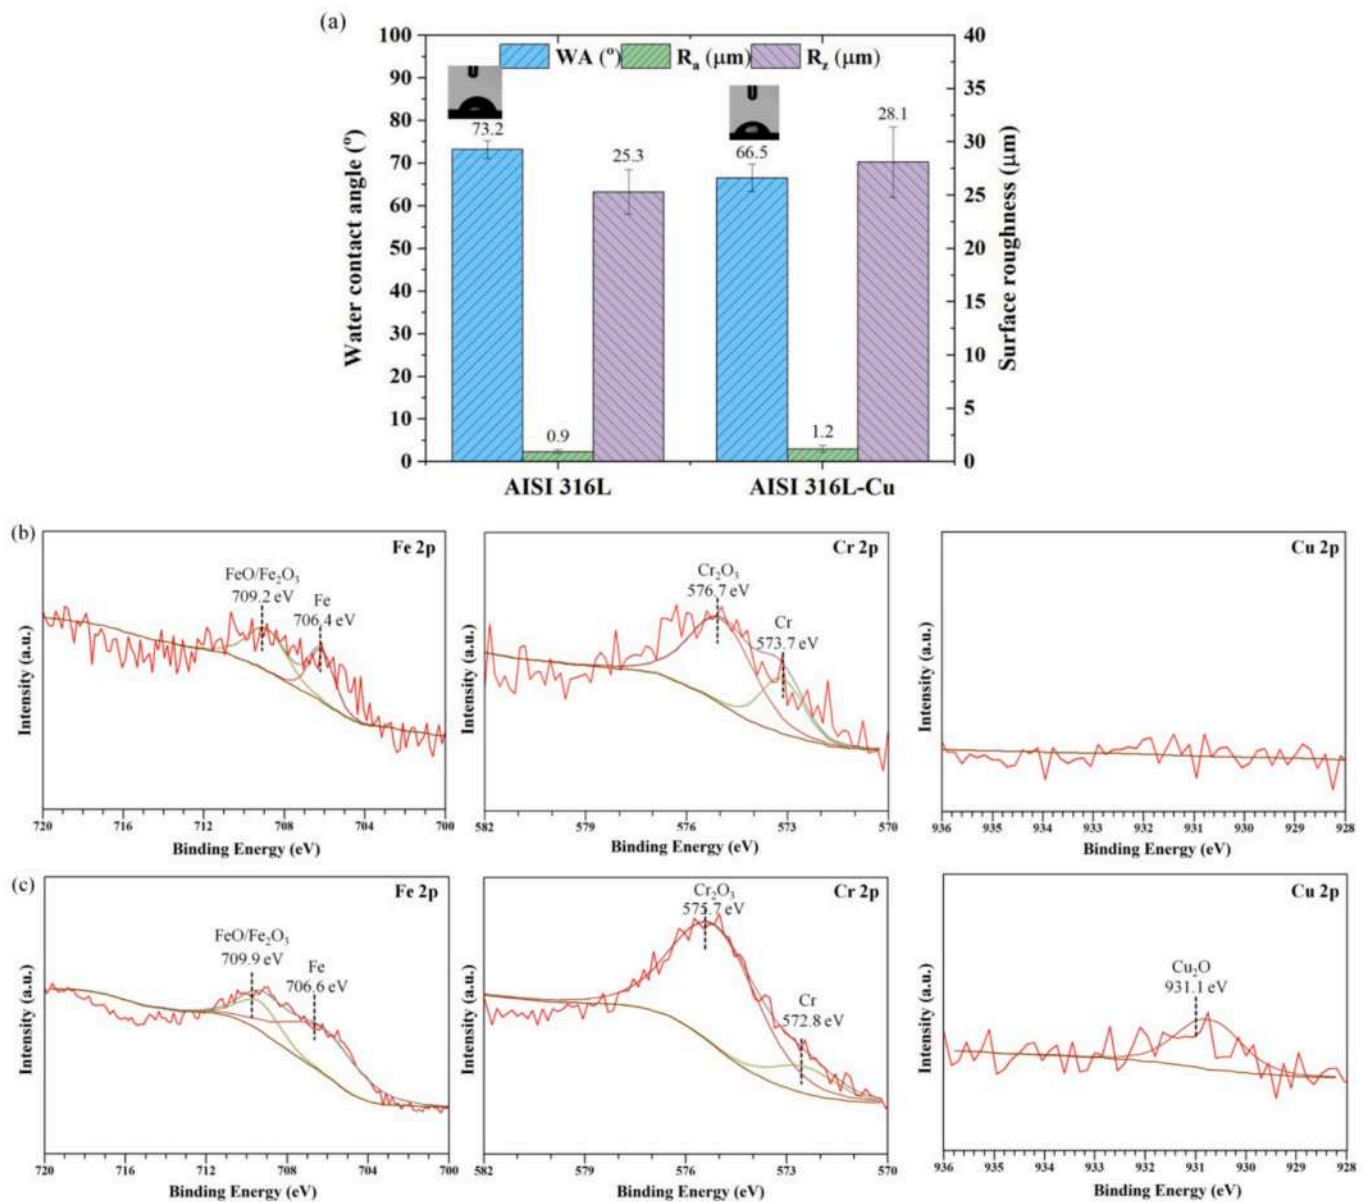 (a)
WA (°) Rₐ (μm) R_z (μm)
100
90
80
70
60
50
40
30
20
10
0
Water contact angle (°)
40
35
30
25
20
15
10
5
0
Surface roughness (μm)
73.2
0.9
25.3
66.5
1.2
28.1
AISI 316L
AISI 316L-Cu
(b)
Fe 2p
FeO/Fe₂O₃
709.2 eV
Fe
706.4 eV
Intensity (a.u.)
720 716 712 708 704 700
Binding Energy (eV)
Cr 2p
Cr₂O₃
576.7 eV
Cr
573.7 eV
Intensity (a.u.)
582 579 576 573 570
Binding Energy (eV)
Cu 2p
Intensity (a.u.)
936 935 934 933 932 931 930 929 928
Binding Energy (eV)
(c)
Fe 2p
FeO/Fe₂O₃
709.9 eV
Fe
706.6 eV
Intensity (a.u.)
720 716 712 708 704 700
Binding Energy (eV)
Cr 2p
Cr₂O₃
575.7 eV
Cr
572.8 eV
Intensity (a.u.)
582 579 576 573 570
Binding Energy (eV)
Cu 2p
Cu₂O
931.1 eV
Intensity (a.u.)
936 935 934 933 932 931 930 929 928
Binding Energy (eV)